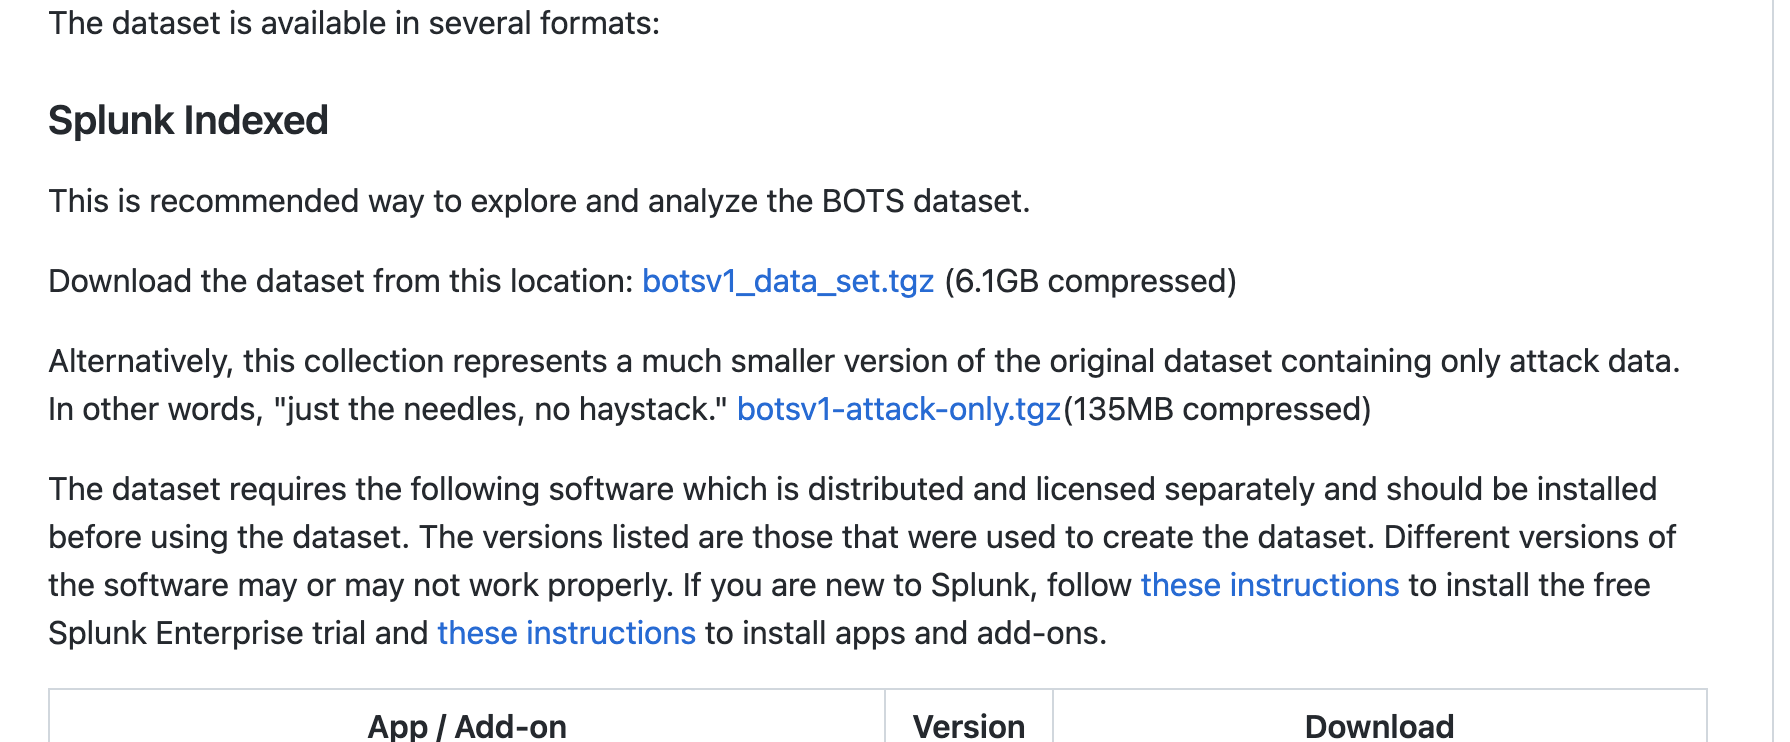 The dataset is available in several formats:
Splunk Indexed
This is recommended way to explore and analyze the BOTS dataset.
Download the dataset from this location: botsv1_data_set.tgz (6.1GB compressed)
Alternatively, this collection represents a much smaller version of the original dataset containing only attack data.
In other words, "just the needles, no haystack." botsv1-attack-only.tgz(135MB compressed)
The dataset requires the following software which is distributed and licensed separately and should be installed
before using the dataset. The versions listed are those that were used to create the dataset. Different versions of
the software may or may not work properly. If you are new to Splunk, follow these instructions to install the free
Splunk Enterprise trial and these instructions to install apps and add-ons.
App / Add-on Version Download